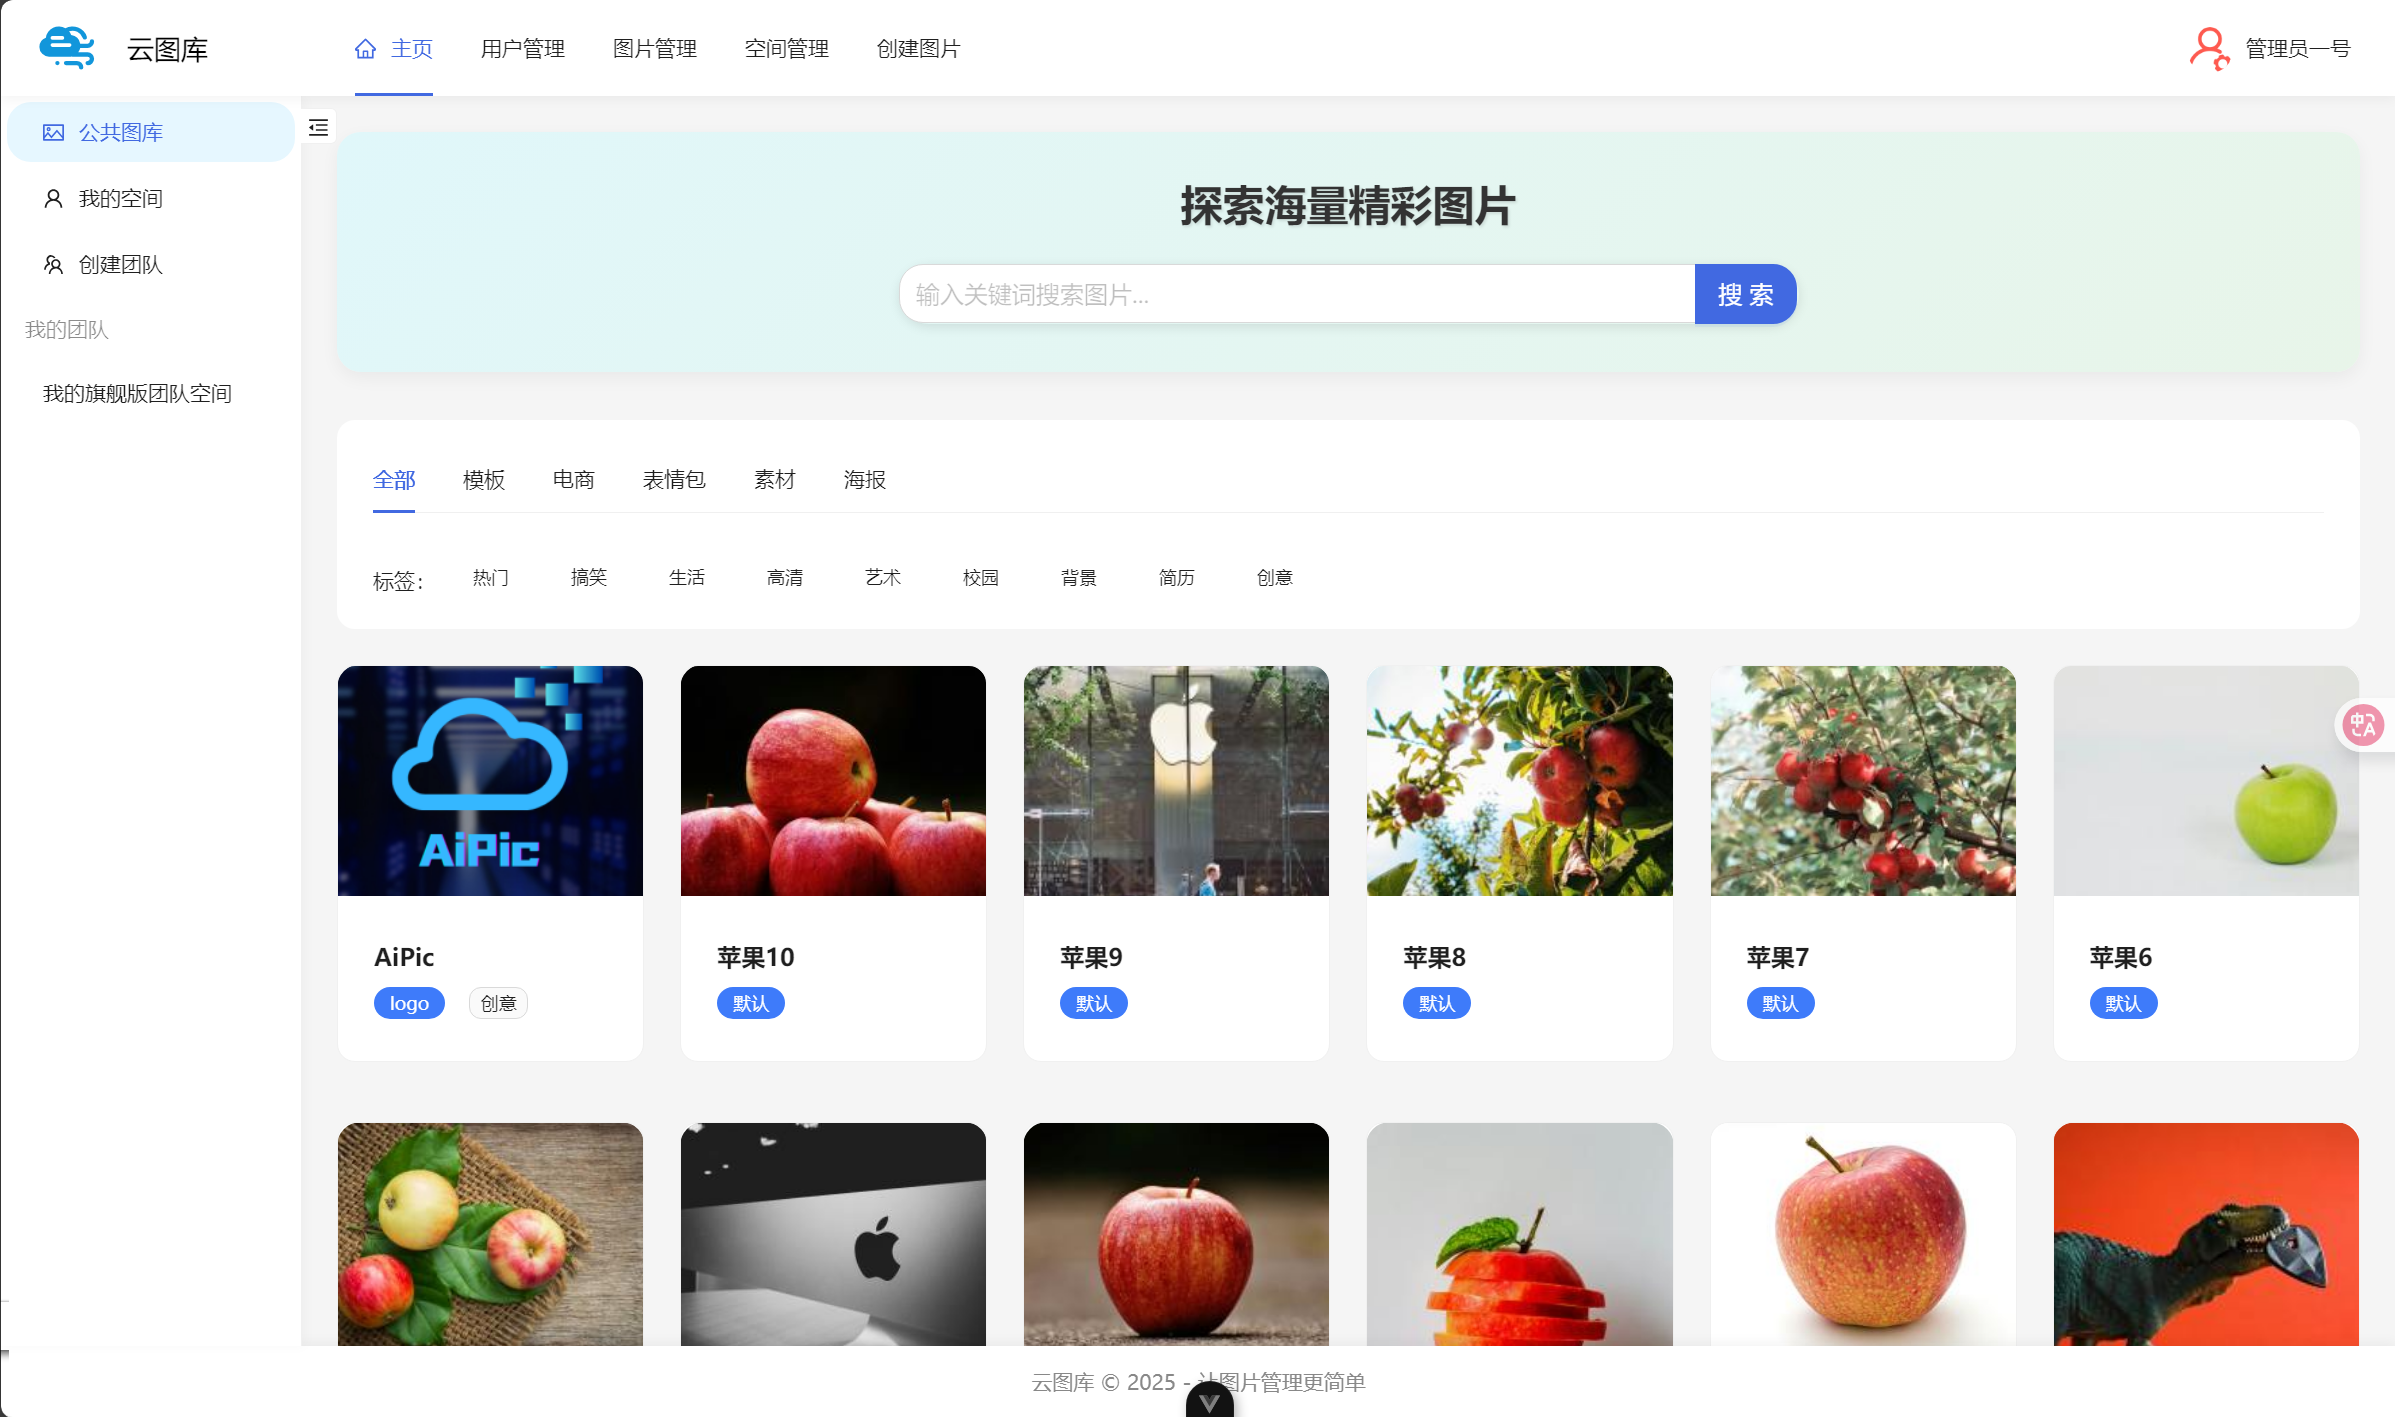 云图库
主页
用户管理
图片管理
空间管理
创建图片
管理员一号
公共图库
我的空间
创建团队
我的团队
我的旗舰版团队空间
探索海量精彩图片
输入关键词搜索图片...
搜 索
全部
模板
电商
表情包
素材
海报
标签：
热门
搞笑
生活
高清
艺术
校园
背景
简历
创意
AiPic
AiPic
logo
创意
苹果10
默认
苹果9
默认
苹果8
默认
苹果7
默认
苹果6
默认
中
A
云图库 © 2025 - 让图片管理更简单